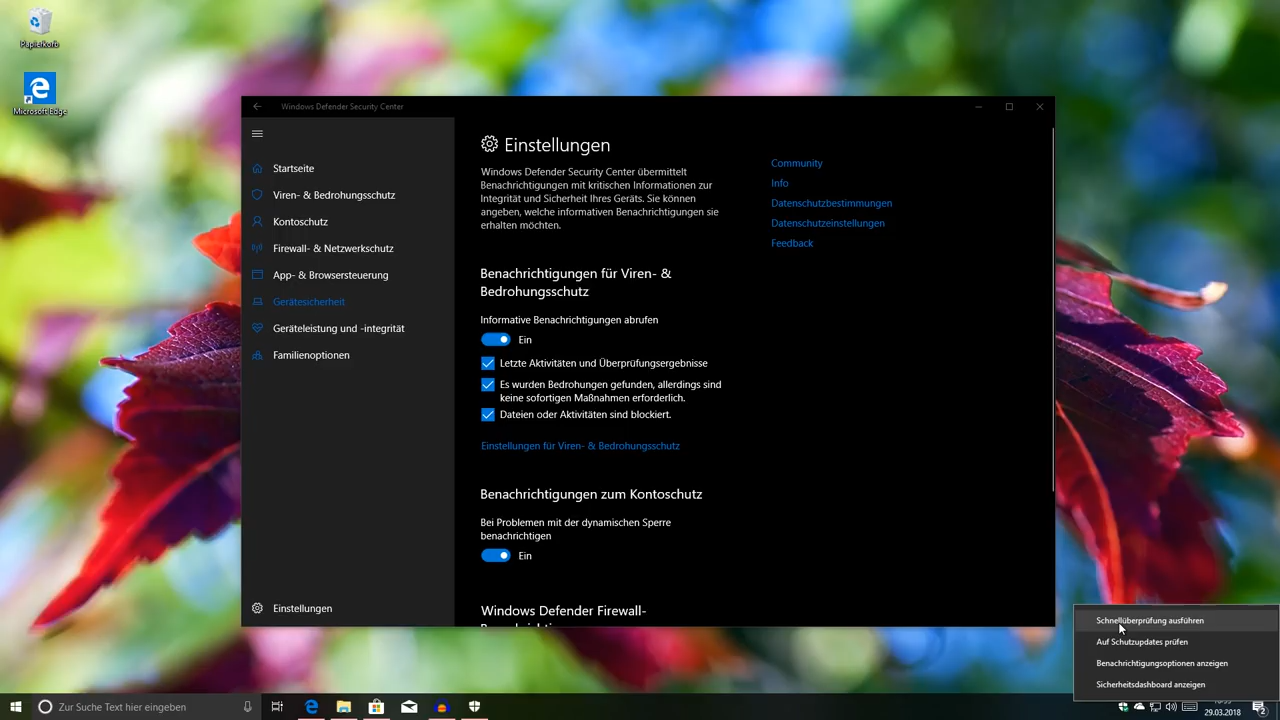 Papierkorb
Microsoft Edge
Windows Defender Security Center
Startseite
Viren- & Bedrohungsschutz
Kontoschutz
Firewall- & Netzwerkschutz
App- & Browsersteuerung
Gerätesicherheit
Geräteleistung und -integrität
Familienoptionen
Einstellungen
Einstellungen
Windows Defender Security Center übermittelt
Benachrichtigungen mit kritischen Informationen zur
Integrität und Sicherheit Ihres Geräts. Sie können
angeben, welche informativen Benachrichtigungen sie
erhalten möchten.
Benachrichtigungen für Viren- &
Bedrohungsschutz
Informative Benachrichtigungen abrufen
Ein
Letzte Aktivitäten und Überprüfungsergebnisse
Es wurden Bedrohungen gefunden, allerdings sind
keine sofortigen Maßnahmen erforderlich.
Dateien oder Aktivitäten sind blockiert.
Einstellungen für Viren- & Bedrohungsschutz
Benachrichtigungen zum Kontoschutz
Bei Problemen mit der dynamischen Sperre
benachrichtigen
Ein
Windows Defender Firewall-
Community
Info
Datenschutzbestimmungen
Datenschutzeinstellungen
Feedback
Schnellüberprüfung ausführen
Auf Schutzupdates prüfen
Benachrichtigungsoptionen anzeigen
Sicherheitsdashboard anzeigen
Zur Suche Text hier eingeben
29.03.2018
2